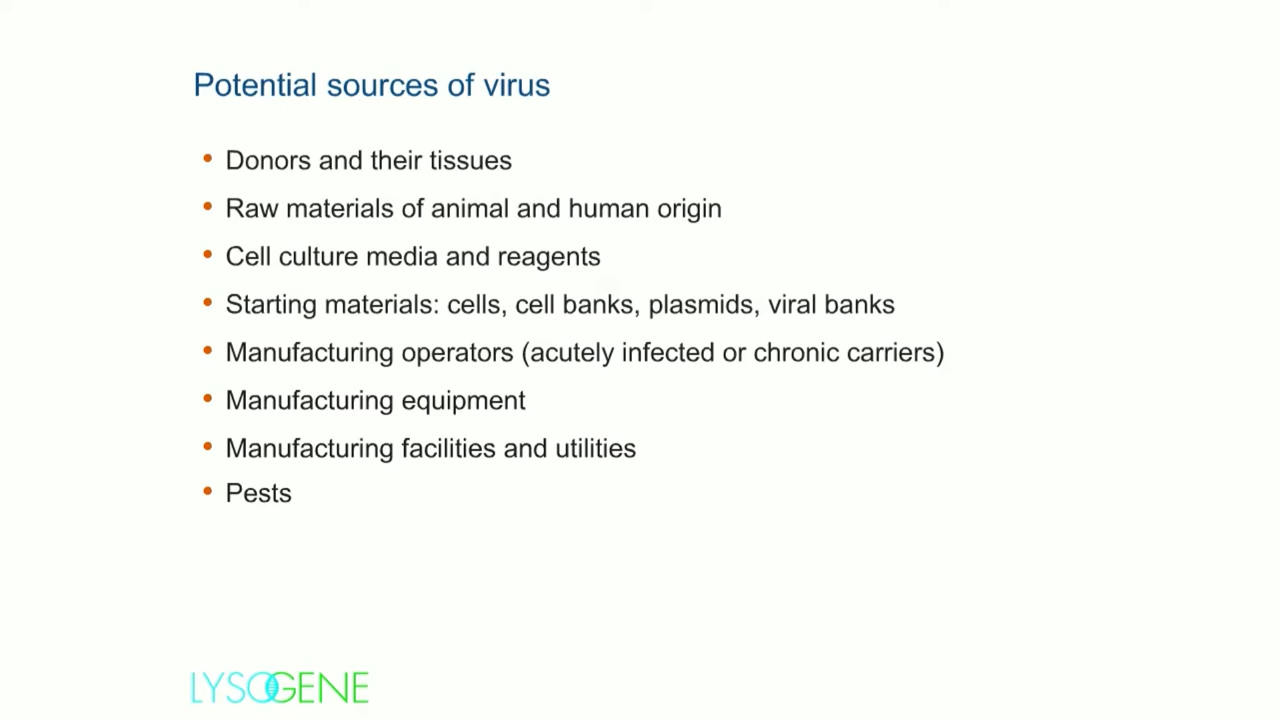 Potential sources of virus
• Donors and their tissues
• Raw materials of animal and human origin
• Cell culture media and reagents
• Starting materials: cells, cell banks, plasmids, viral banks
• Manufacturing operators (acutely infected or chronic carriers)
• Manufacturing equipment
• Manufacturing facilities and utilities
• Pests
LYSOGENE